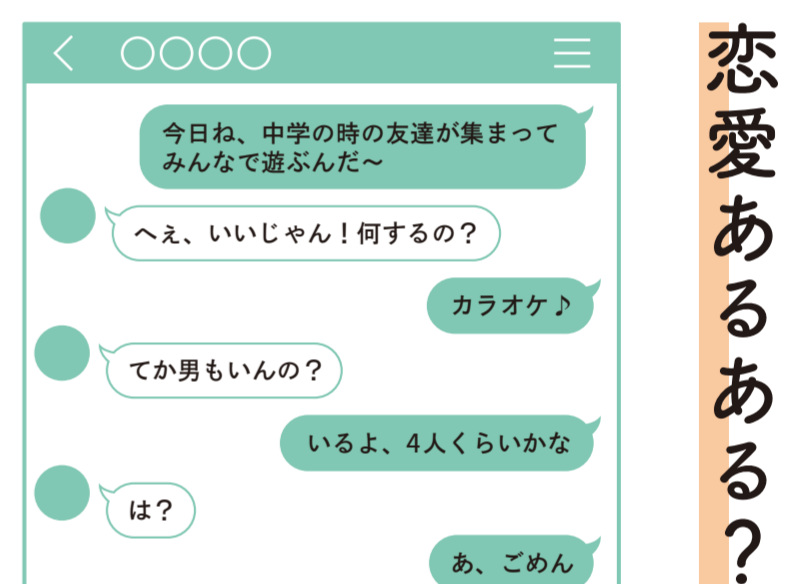 恋愛あるある？
〇〇〇〇
今日ね、中学の時の友達が集まって
みんなで遊ぶんだ〜
へぇ、いいじゃん！何するの？
カラオケ♪
てか男もいんの？
いるよ、4人くらいかな
は？
あ、ごめん